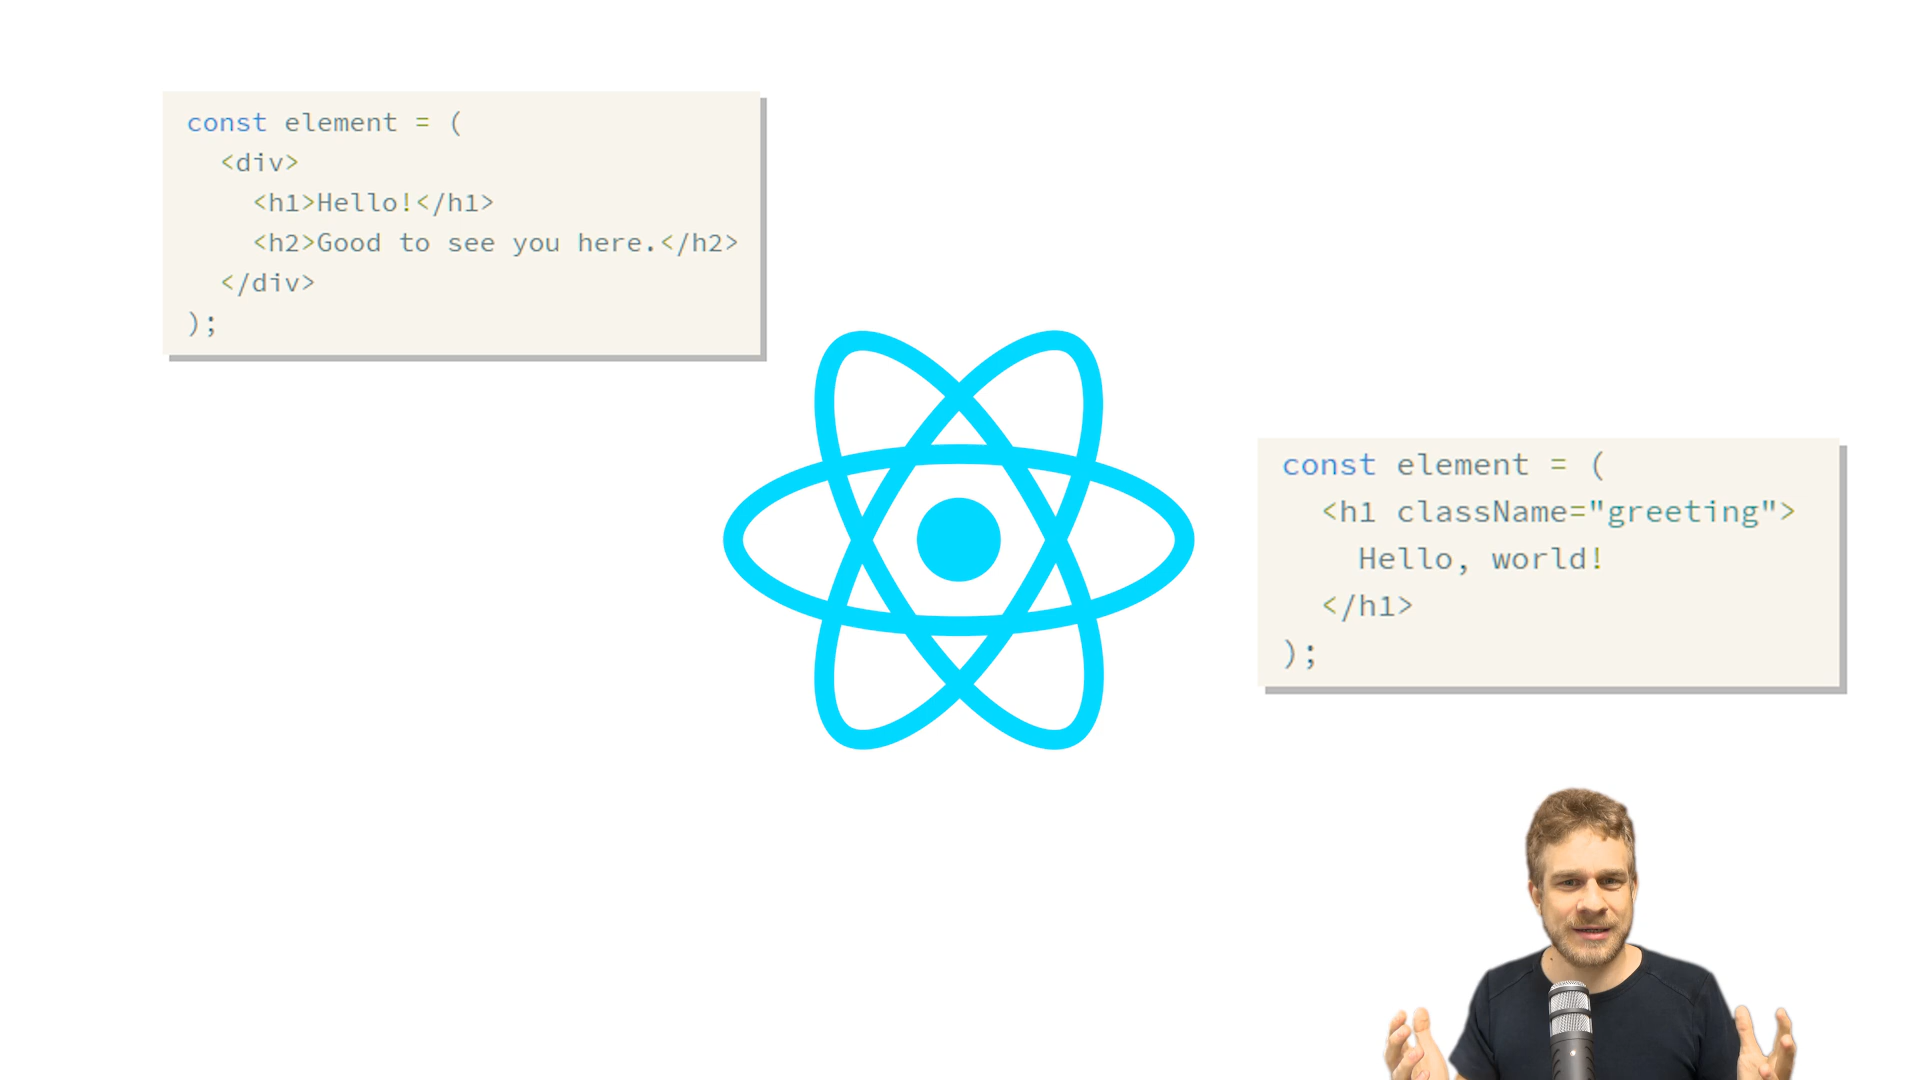 const element = (
  <div>
    <h1>Hello!</h1>
    <h2>Good to see you here.</h2>
  </div>
);
const element = (
  <h1 className="greeting">
    Hello, world!
  </h1>
);